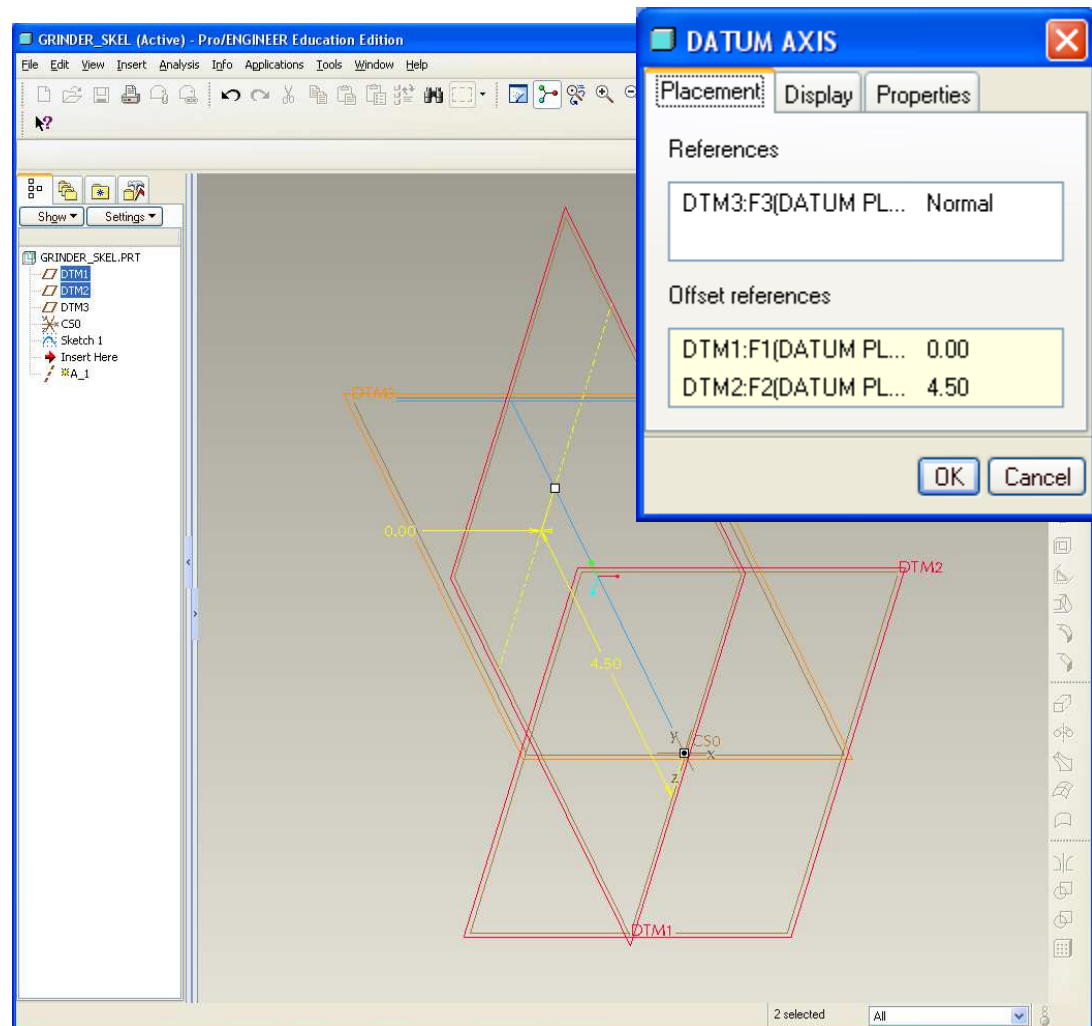 GRINDER_SKEL (Active) - Pro/ENGINEER Education Edition
File Edit View Insert Analysis Info Applications Tools Window Help
Show Settings
GRINDER_SKEL.PRT
DTM1
DTM2
DTM3
CS0
Sketch 1
Insert Here
A_1
DTM3
0.00
DTM2
4.50
Y
CS0
X
Z
DTM1
2 selected All
DATUM AXIS
Placement Display Properties
References
DTM3:F3(DATUM PL... Normal
Offset references
DTM1:F1(DATUM PL... 0.00
DTM2:F2(DATUM PL... 4.50
OK Cancel